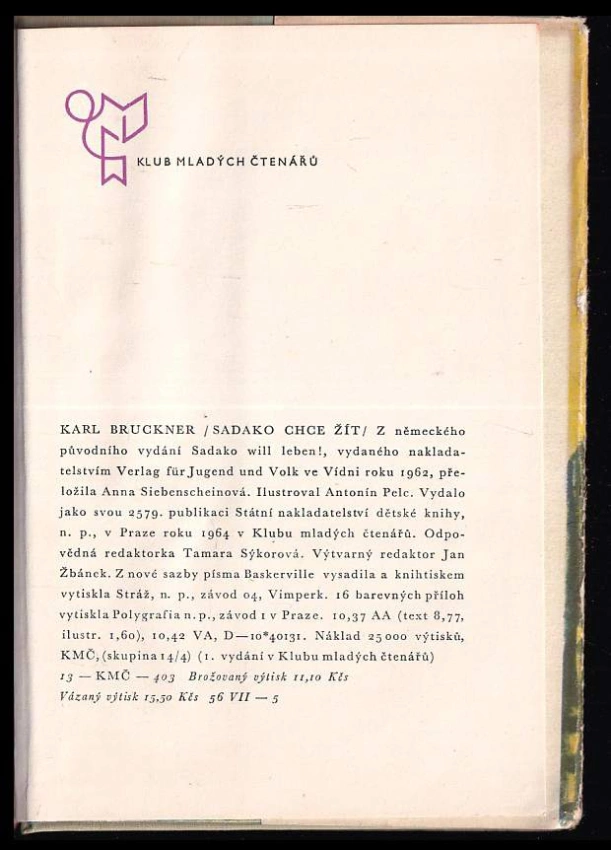 KLUB MLADÝCH ČTENÁŘŮ
KARL BRUCKNER /SADAKO CHCE ŽÍT/ Z německého
původního vydání Sadako will leben!, vydaného naklada-
telstvím Verlag für Jugend und Volk ve Vídni roku 1962, pře-
ložila Anna Siebenscheinová. Ilustroval Antonín Pelc. Vydalo
jako svou 2579. publikaci Státní nakladatelství dětské knihy,
n. p., v Praze roku 1964 v Klubu mladých čtenářů. Odpo-
vědná redaktorka Tamara Sýkorová. Výtvarný redaktor Jan
Žbánek. Z nové sazby písma Baskerville vysadila a knihtiskem
vytiskla Stráž, n. p., závod 04, Vimperk. 16 barevných příloh
vytiskla Polygrafia n. p., závod 1 v Praze. 10,37 AA (text 8,77,
ilustr. 1,60), 10,42 VA, D—10*40131. Náklad 25 000 výtisků,
KMČ, (skupina 14/4) (1. vydání v Klubu mladých čtenářů)
13 — KMČ — 403 Brožovaný výtisk 11,10 Kčs
Vázaný výtisk 15,50 Kčs 56 VII — 5